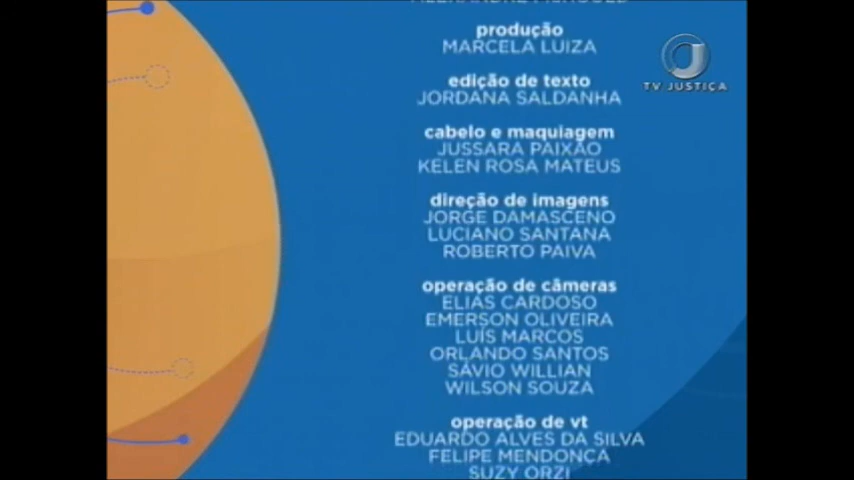 produção
MARCELA LUIZA
TV JUSTIÇA
edição de texto
JORDANA SALDANHA
cabelo e maquiagem
JUSSARA PAIXÃO
KELEN ROSA MATEUS
direção de imagens
JORGE DAMASCENO
LUCIANO SANTANA
ROBERTO PAIVA
operação de câmeras
ELIAS CARDOSO
EMERSON OLIVEIRA
LUÍS MARCOS
ORLANDO SANTOS
SÁVIO WILLIAN
WILSON SOUZA
operação de vt
EDUARDO ALVES DA SILVA
FELIPE MENDONÇA
SUZY ORZI